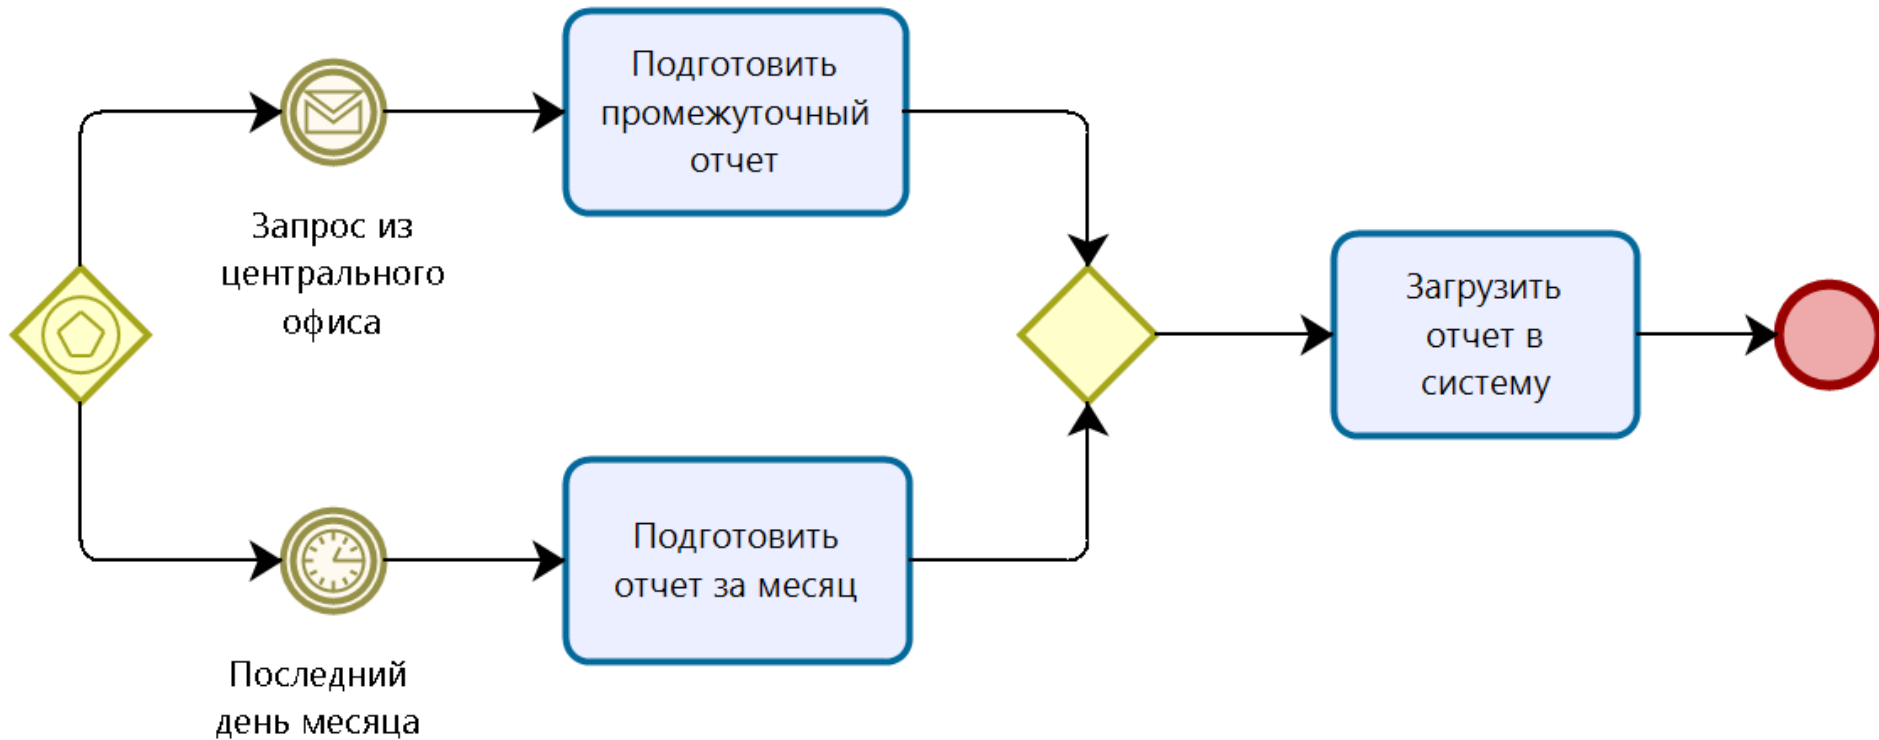 Подготовить
промежуточный
отчет
Запрос из
центрального
офиса
Загрузить
отчет в
систему
Подготовить
отчет за месяц
Последний
день месяца